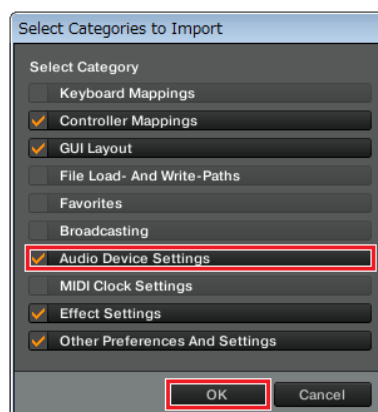 Select Categories to Import
Select Category
Keyboard Mappings
Controller Mappings
GUI Layout
File Load- And Write-Paths
Favorites
Broadcasting
Audio Device Settings
MIDI Clock Settings
Effect Settings
Other Preferences And Settings
OK Cancel